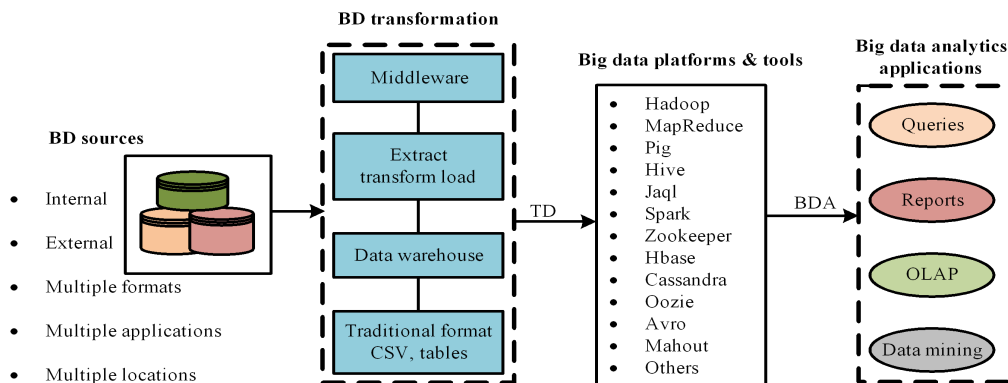 BD sources
Internal
External
Multiple formats
Multiple applications
Multiple locations
BD transformation
Middleware
Extract
transform load
Data warehouse
Traditional format
CSV, tables
TD
Big data platforms & tools
Hadoop
MapReduce
Pig
Hive
Jaql
Spark
Zookeeper
Hbase
Cassandra
Oozie
Avro
Mahout
Others
BDA
Big data analytics
applications
Queries
Reports
OLAP
Data mining